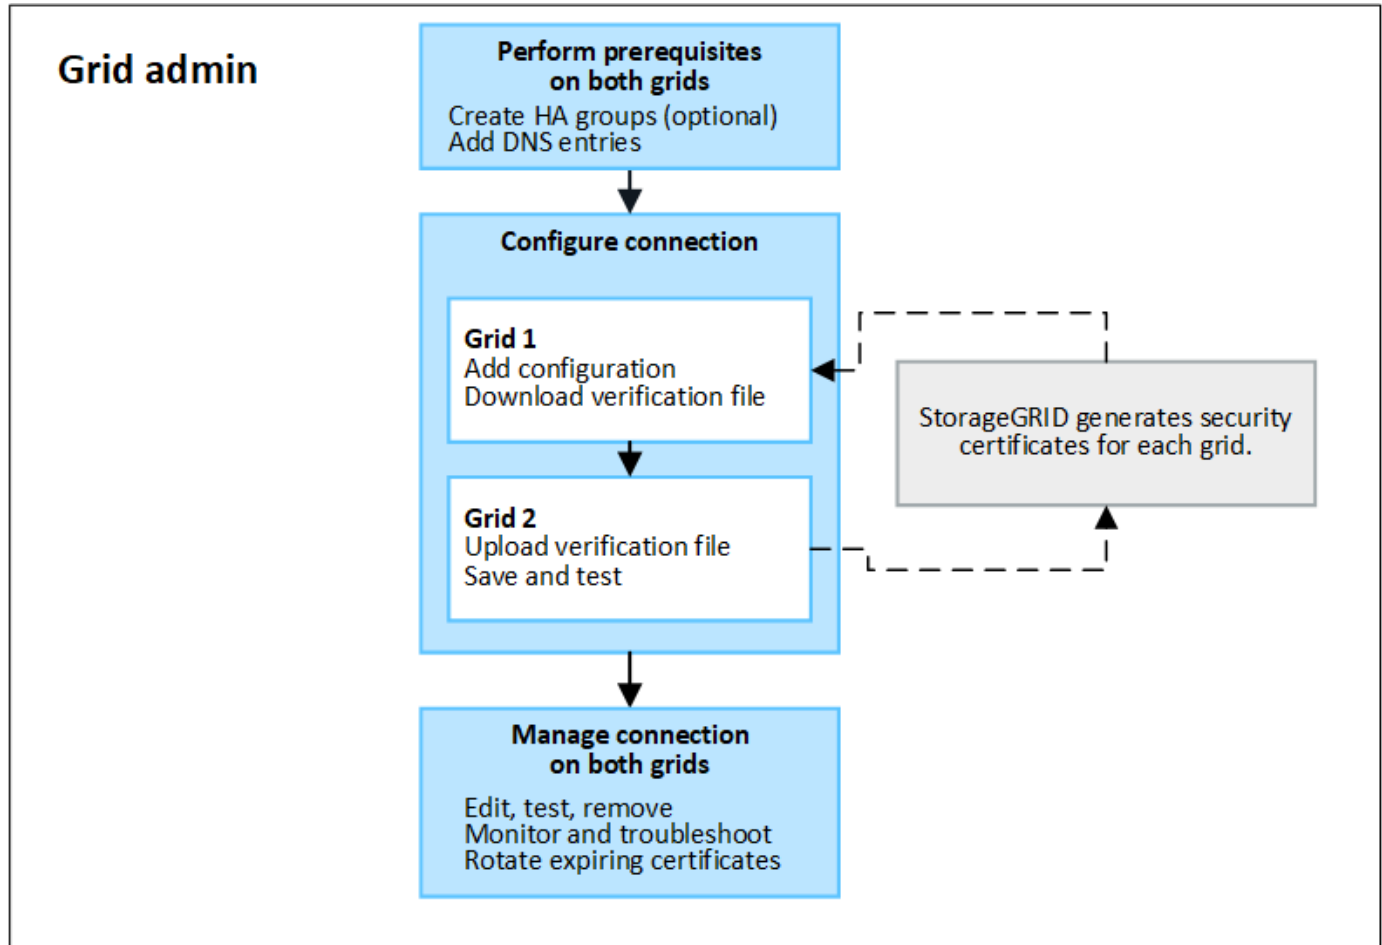 Grid admin
Perform prerequisites
on both grids
Create HA groups (optional)
Add DNS entries
Configure connection
Grid 1
Add configuration
Download verification file
StorageGRID generates security
certificates for each grid.
Grid 2
Upload verification file
Save and test
Manage connection
on both grids
Edit, test, remove
Monitor and troubleshoot
Rotate expiring certificates